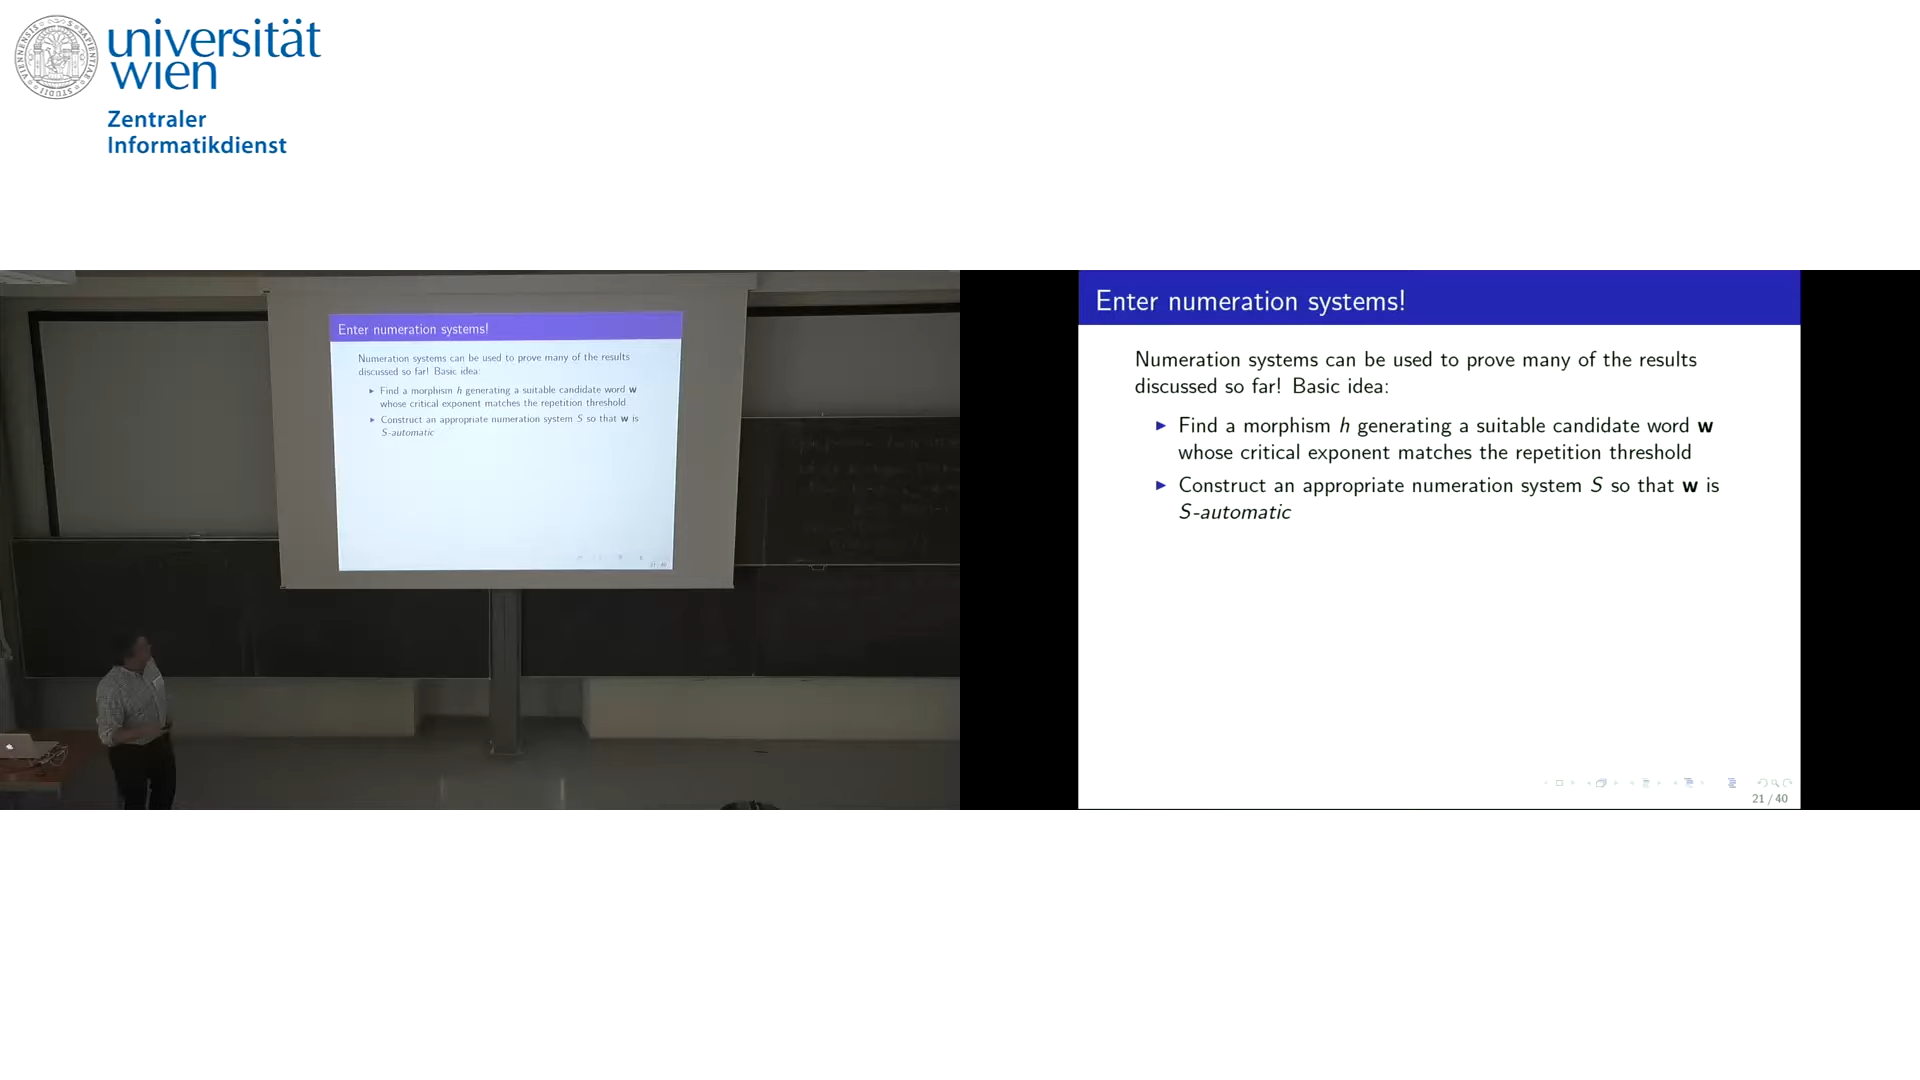 universität
wien
Zentraler
Informatikdienst
Enter numeration systems!
Numeration systems can be used to prove many of the results
discussed so far! Basic idea:
▶ Find a morphism h generating a suitable candidate word w
whose critical exponent matches the repetition threshold
▶ Construct an appropriate numeration system S so that w is
S-automatic
Enter numeration systems!
Numeration systems can be used to prove many of the results
discussed so far! Basic idea:
▶ Find a morphism h generating a suitable candidate word w
whose critical exponent matches the repetition threshold
▶ Construct an appropriate numeration system S so that w is
S-automatic
21 / 40